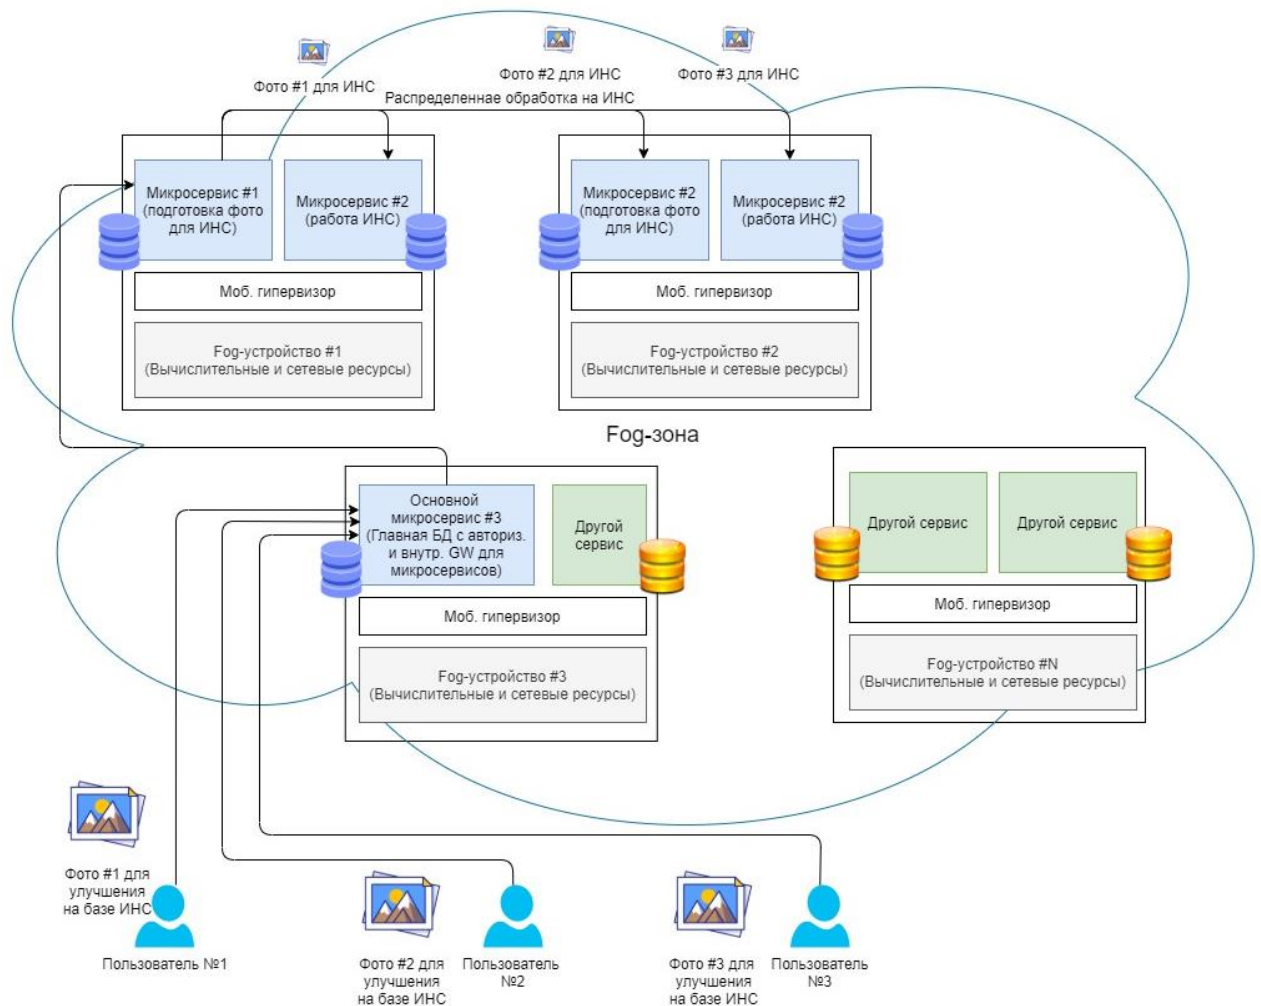 Фото #1 для ИНС
Фото #2 для ИНС
Фото #3 для ИНС
Распределеннае обработка на ИНС
Микросервис #1
(подготовка фото
для ИНС)
Микросервис #2
(работа ИНС)
Моб. гипервизор
Fog-устройство #1
(Вычислительные и сетевые ресурсы)
Микросервис #2
(подготовка фото
для ИНС)
Микросервис #2
(работа ИНС)
Моб. гипервизор
Fog-устройство #2
(Вычислительные и сетевые ресурсы)
Fog-зона
Основной
микросервис #3
(Главная БД с авториз.
и внутр. GW для
микросервисов)
Другой
сервис
Моб. гипервизор
Fog-устройство #3
(Вычислительные и сетевые ресурсы)
Другой сервис
Другой сервис
Моб. гипервизор
Fog-устройство #N
(Вычислительные и сетевые ресурсы)
Фото #1 для
улучшения
на базе ИНС
Пользователь №1
Фото #2 для
улучшения
на базе ИНС
Пользователь
№2
Фото #3 для
улучшения
на базе ИНС
Пользователь
№3